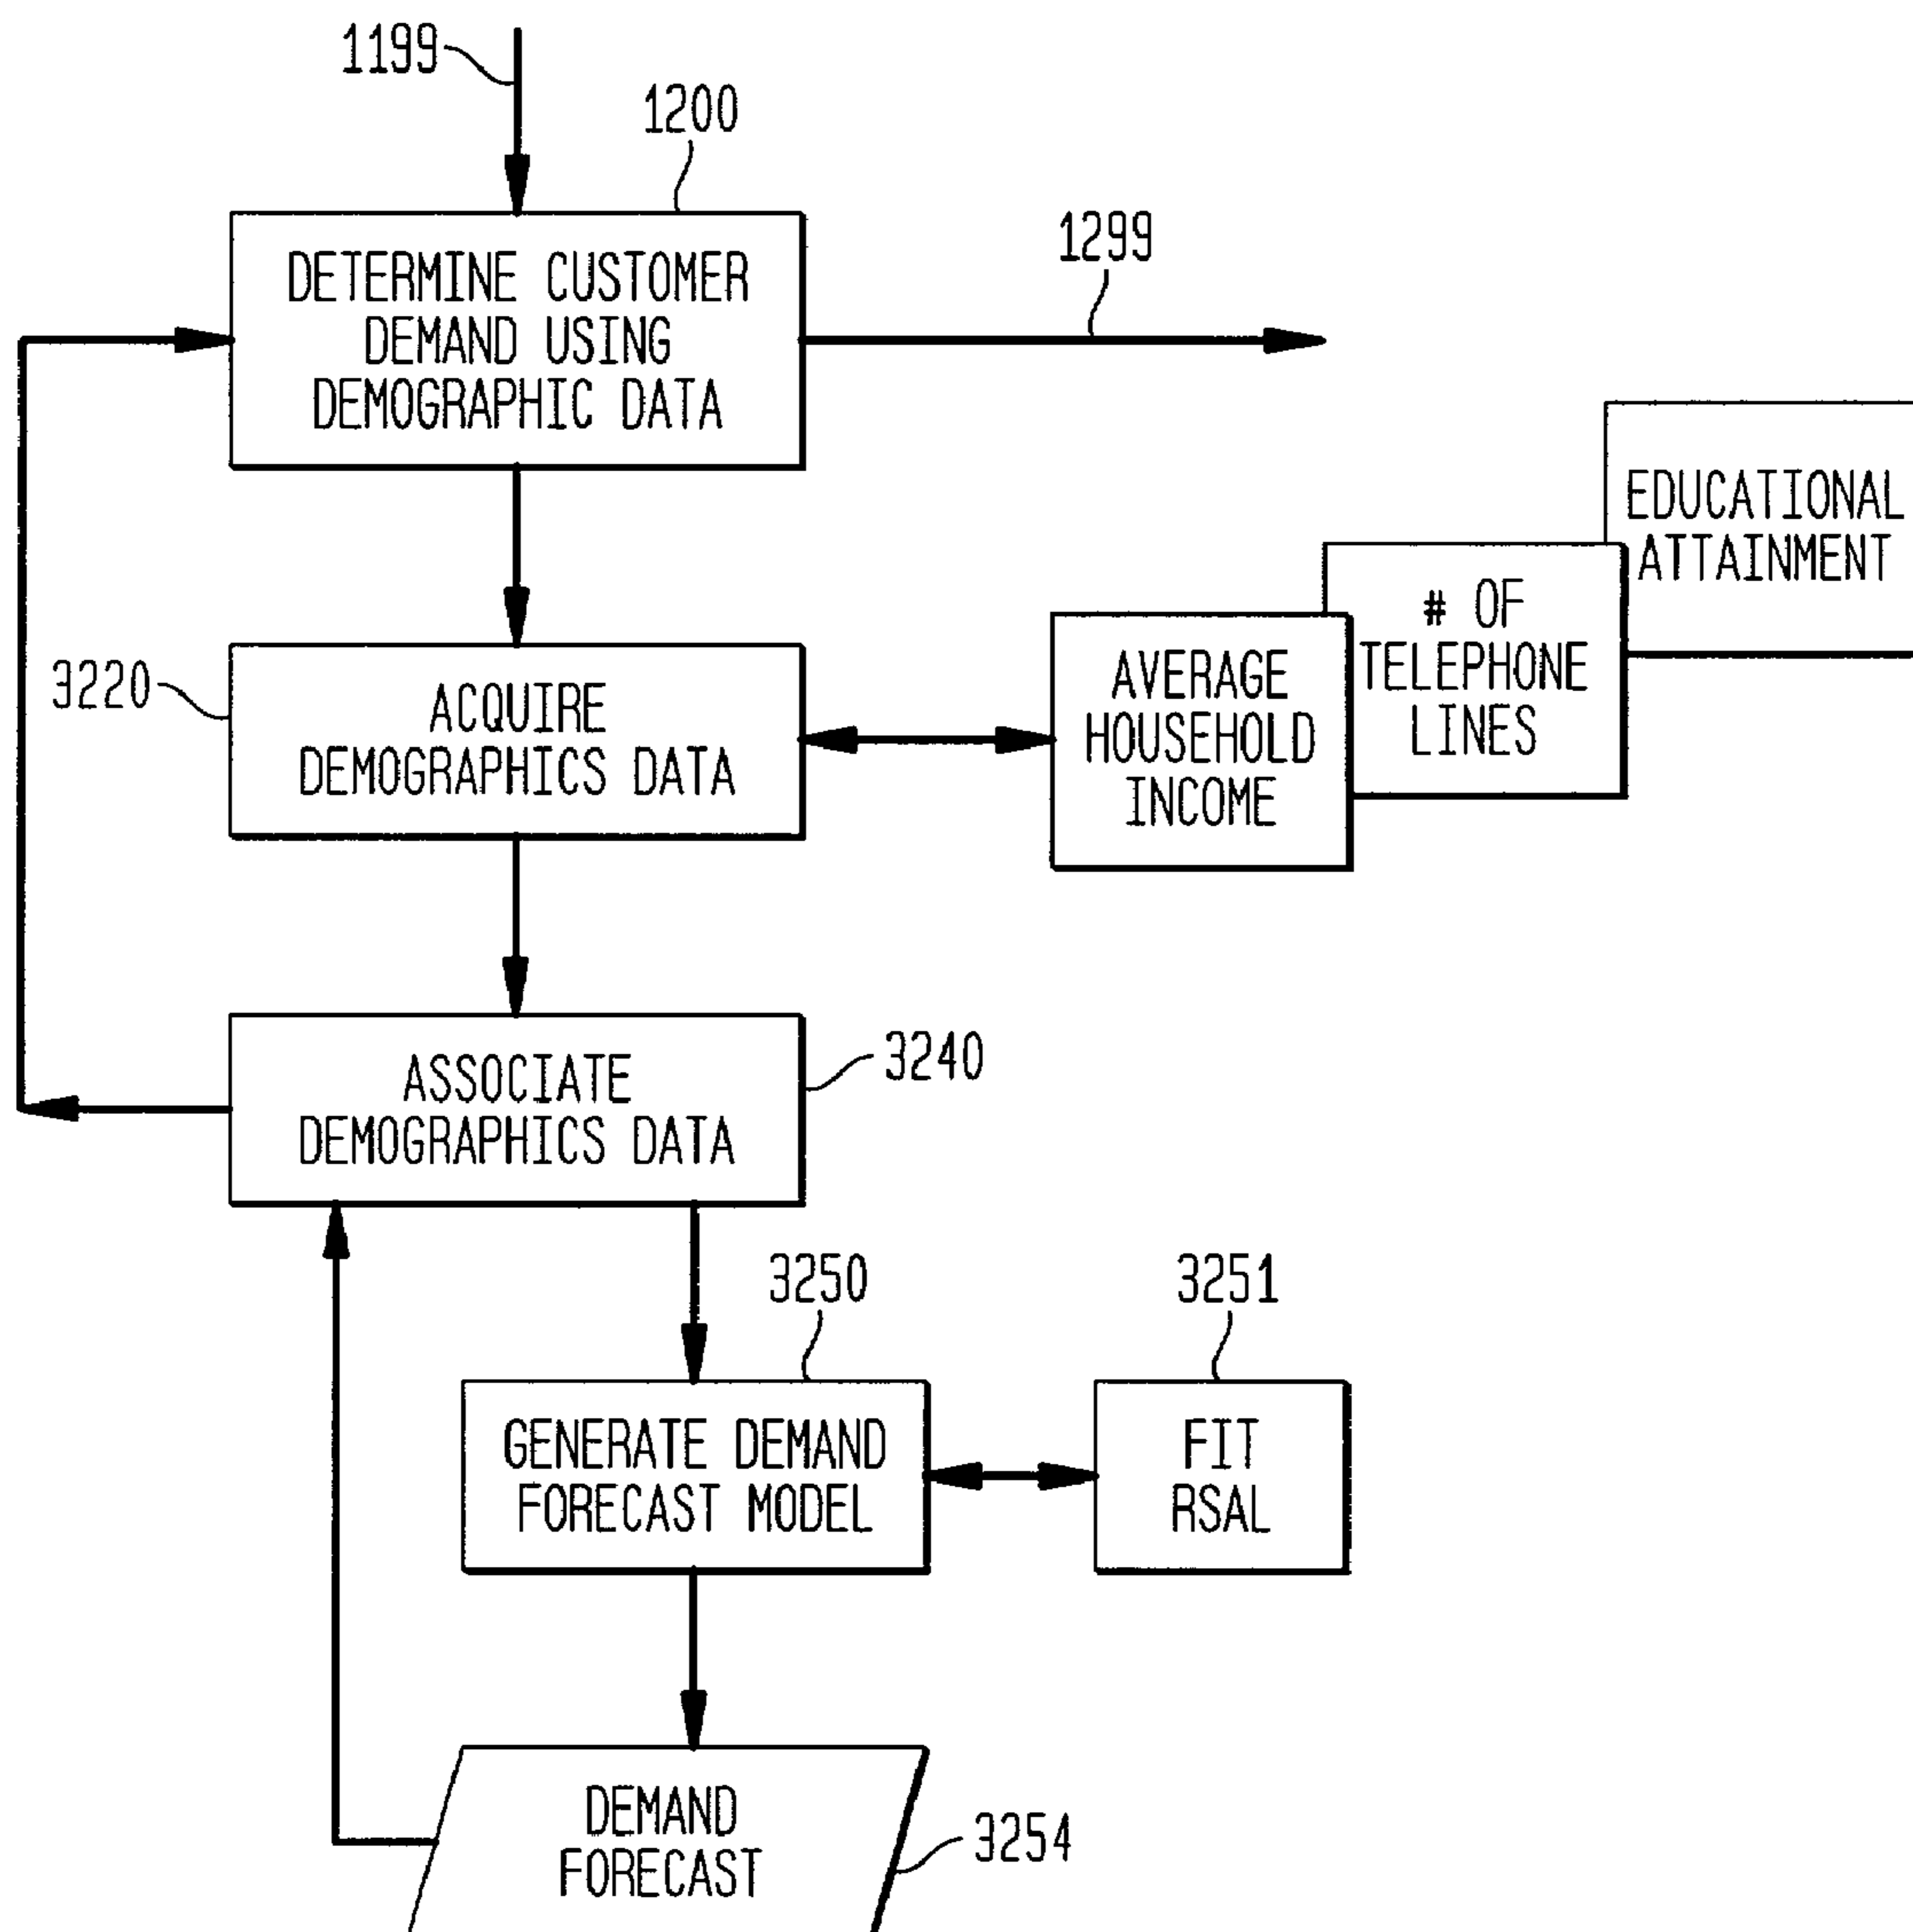 1199
1200
DETERMINE CUSTOMER
DEMAND USING
DEMOGRAPHIC DATA
1299
EDUCATIONAL
ATTAINMENT
# OF
TELEPHONE
LINES
AVERAGE
HOUSEHOLD
INCOME
3220
ACQUIRE
DEMOGRAPHICS DATA
ASSOCIATE
DEMOGRAPHICS DATA
3240
3250
GENERATE DEMAND
FORECAST MODEL
3251
FIT
RSAL
DEMAND
FORECAST
3254